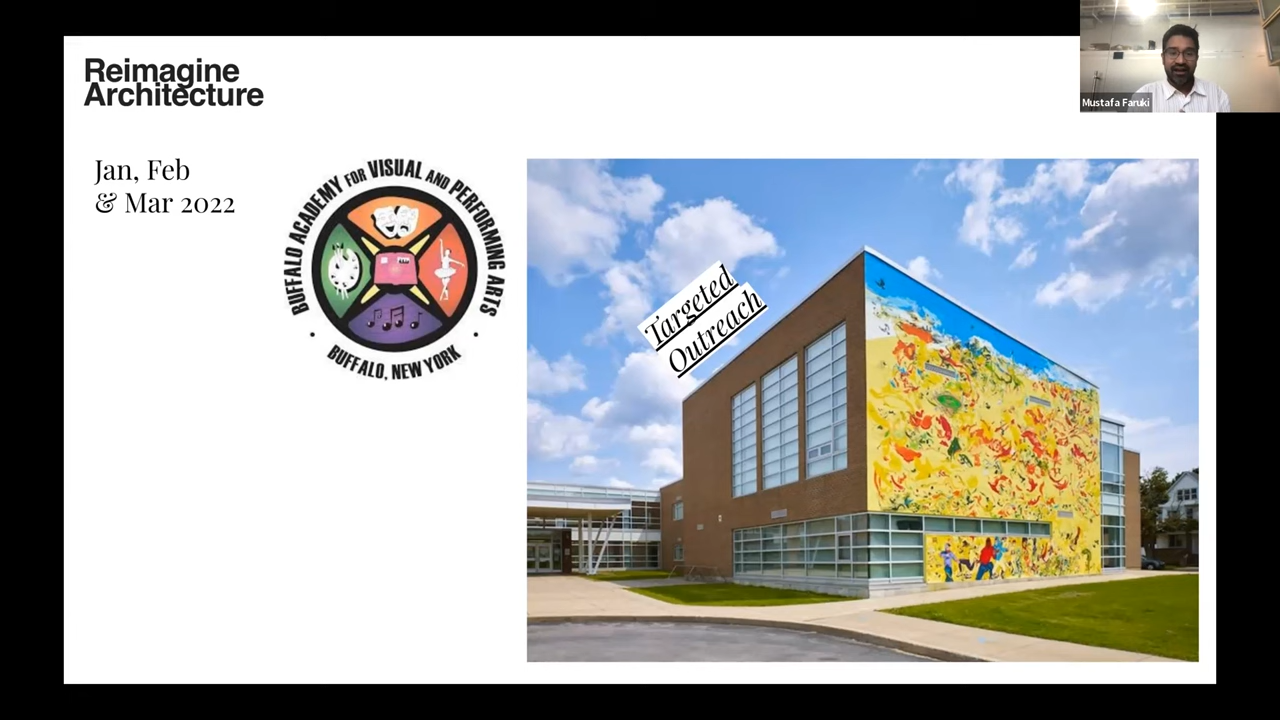 Reimagine
Architecture
Mustafa Faruki
Jan, Feb
& Mar 2022
BUFFALO ACADEMY FOR VISUAL AND PERFORMING ARTS
• BUFFALO, NEW YORK •
Targeted
Outreach